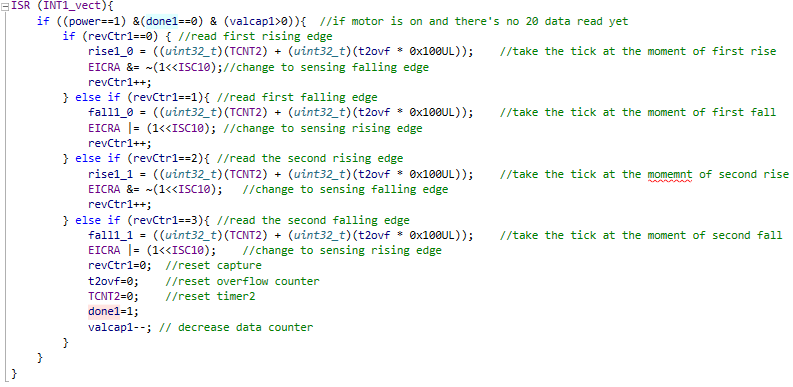 ISR (INT1_vect){
    if ((power==1) &(done1==0) & (valcap1>0)){  //if motor is on and there's no 20 data read yet
        if (revCtr1==0) { //read first rising edge
            rise1_0 = ((uint32_t)(TCNT2) + (uint32_t)(t2ovf * 0x100UL));    //take the tick at the moment of first rise
            EICRA &= ~(1<<ISC10);//change to sensing falling edge
            revCtr1++;
        } else if (revCtr1==1){ //read first falling edge
            fall1_0 = ((uint32_t)(TCNT2) + (uint32_t)(t2ovf * 0x100UL));    //take the tick at the moment of first fall
            EICRA |= (1<<ISC10); //change to sensing rising edge
            revCtr1++;
        } else if (revCtr1==2){ //read the second rising edge
            rise1_1 = ((uint32_t)(TCNT2) + (uint32_t)(t2ovf * 0x100UL));    //take the tick at the momemnt of second rise
            EICRA &= ~(1<<ISC10);   //change to sensing falling edge
            revCtr1++;
        } else if (revCtr1==3){ //read the second falling edge
            fall1_1 = ((uint32_t)(TCNT2) + (uint32_t)(t2ovf * 0x100UL));    //take the tick at the moment of second fall
            EICRA |= (1<<ISC10);    //change to sensing rising edge
            revCtr1=0;  //reset capture
            t2ovf=0;    //reset overflow counter
            TCNT2=0;    //reset timer2
            done1=1;
            valcap1--; // decrease data counter
        }
    }
}